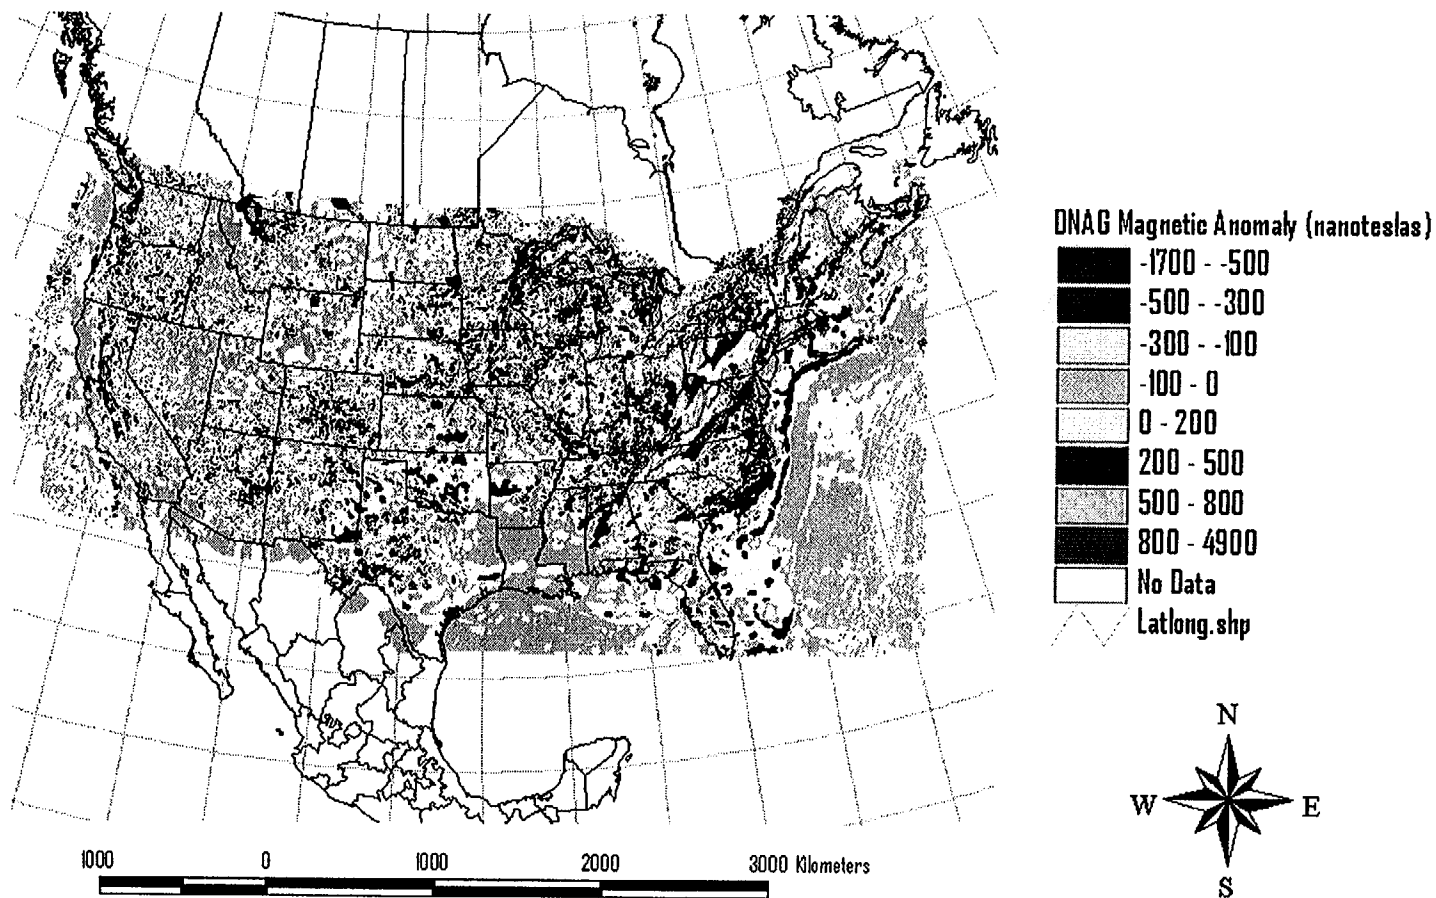 DNAG Magnetic Anomaly (nanoteslas)
-1700 - -500
-500 - -300
-300 - -100
-100 - 0
0 - 200
200 - 500
500 - 800
800 - 4900
No Data
Latlong.shp
N
W E
S
1000 0 1000 2000 3000 Kilometers